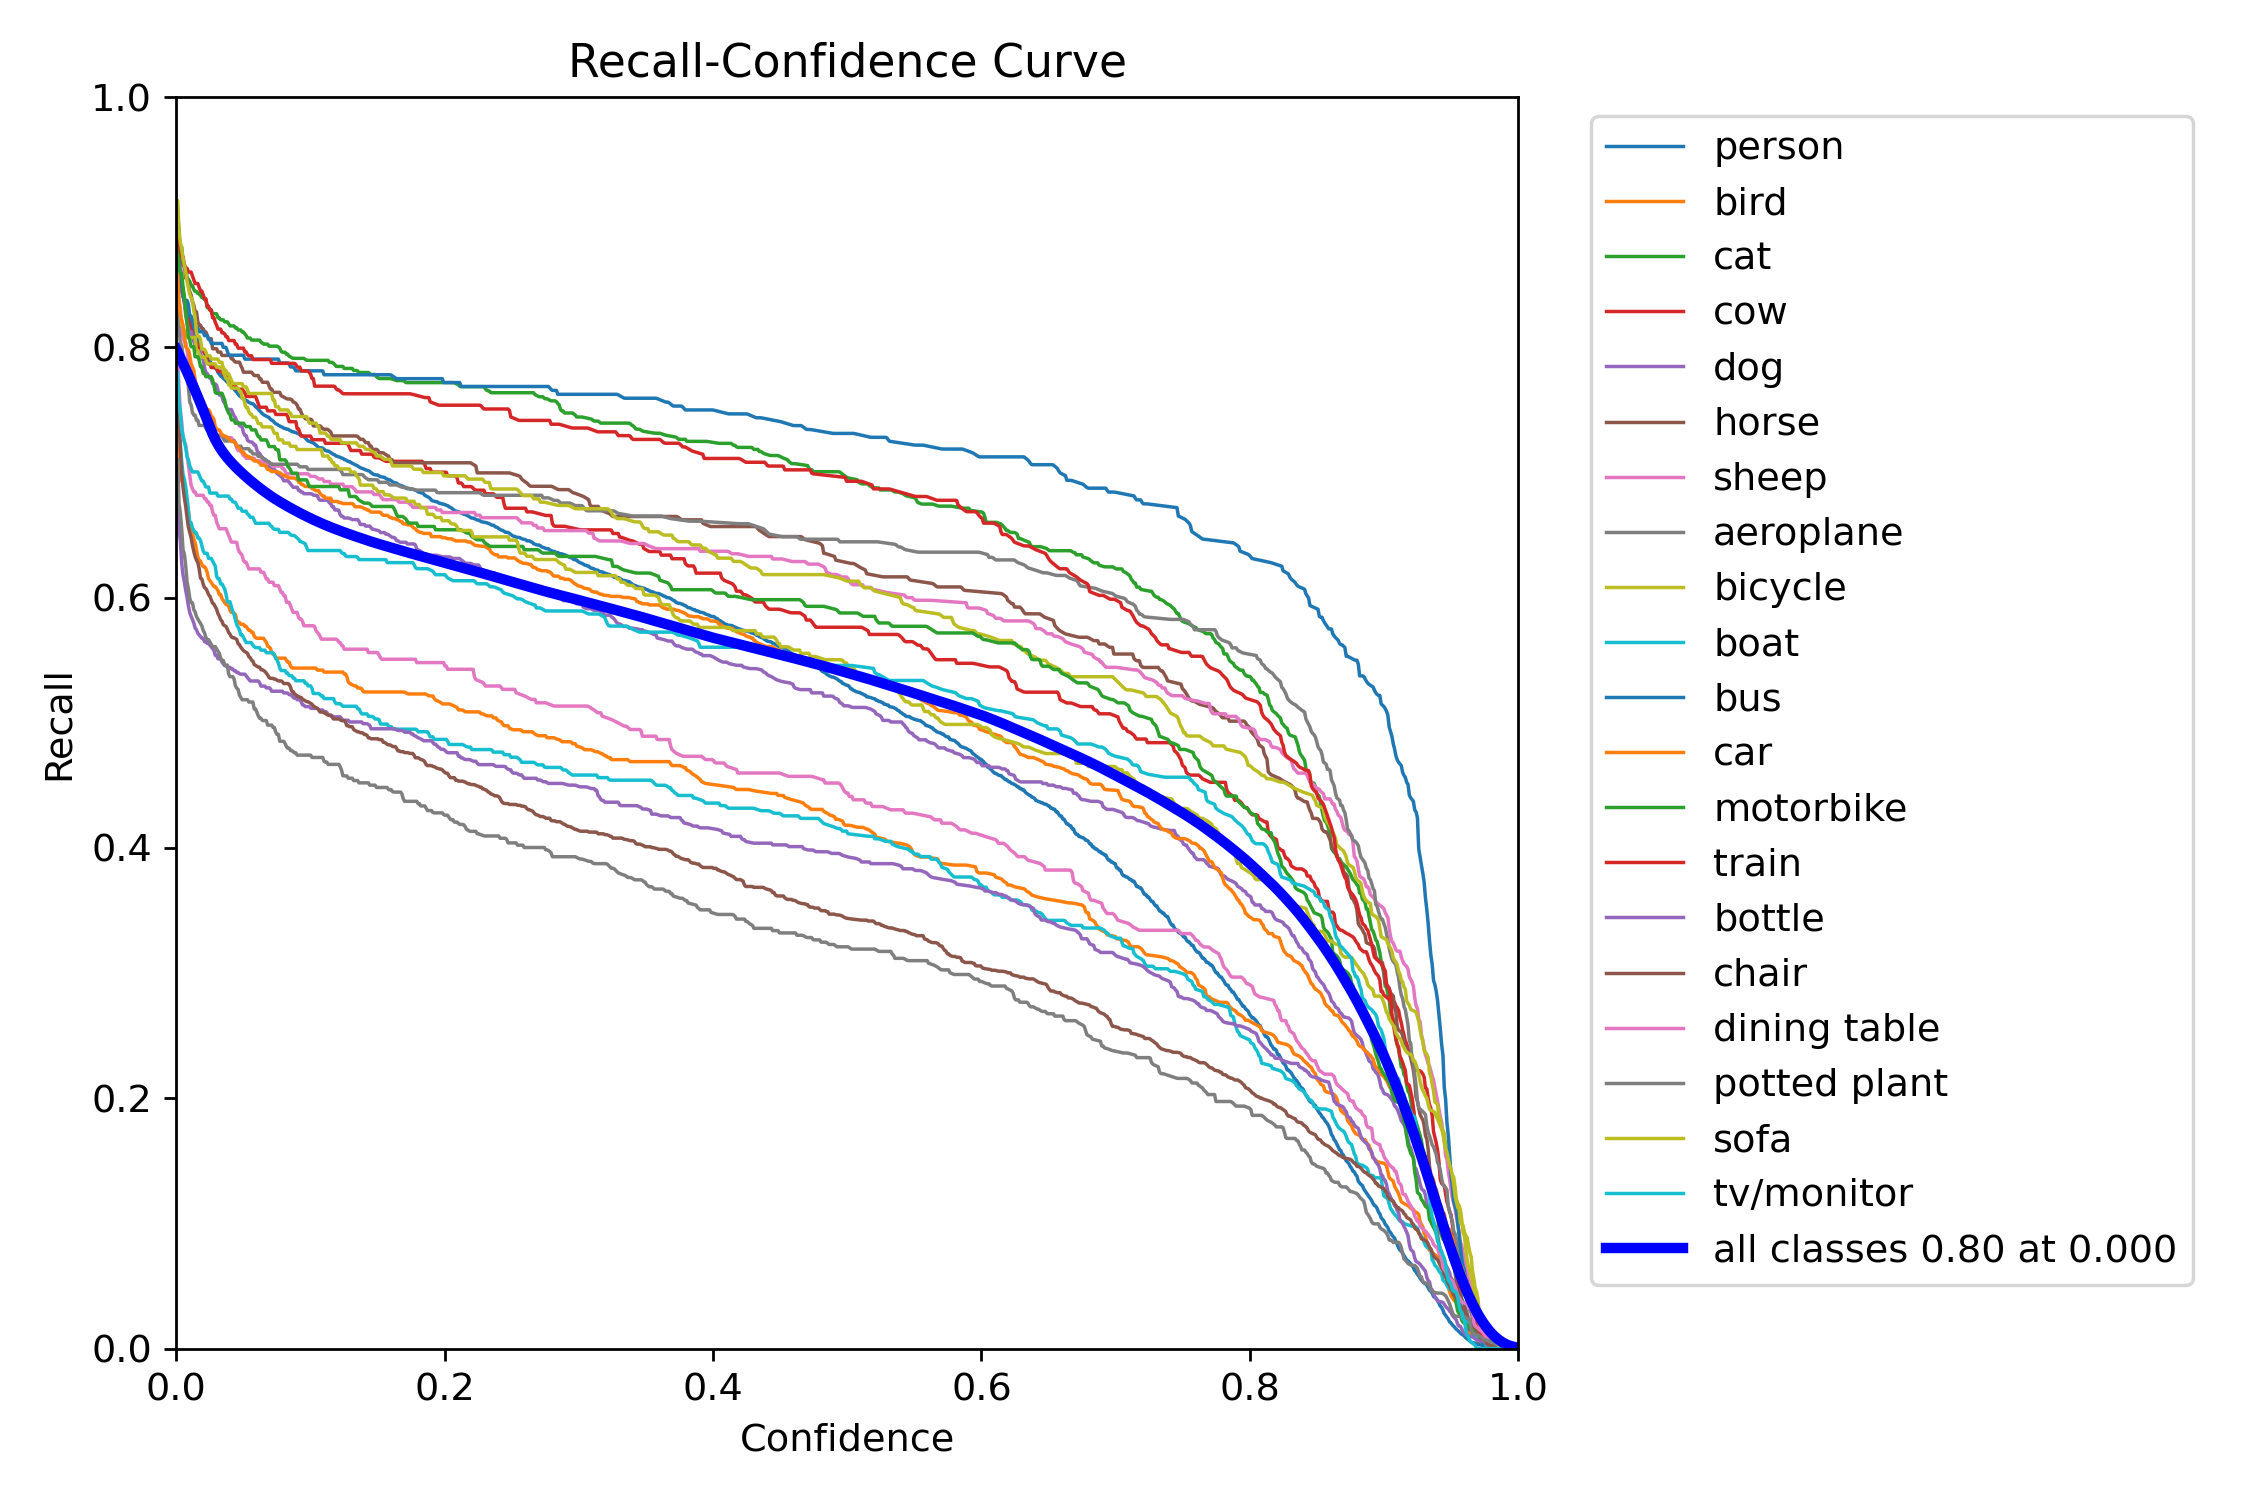 Recall-Confidence Curve
1.0
0.8
0.6
0.4
0.2
0.0
Recall
0.0 0.2 0.4 0.6 0.8 1.0
Confidence
person
bird
cat
cow
dog
horse
sheep
aeroplane
bicycle
boat
bus
car
motorbike
train
bottle
chair
dining table
potted plant
sofa
tv/monitor
all classes 0.80 at 0.000